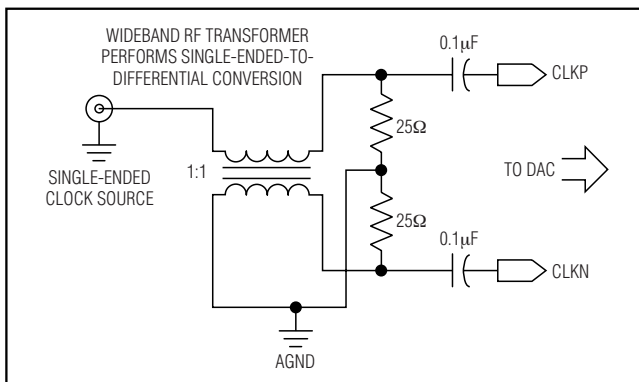 WIDEBAND RF TRANSFORMER
PERFORMS SINGLE-ENDED-TO-
DIFFERENTIAL CONVERSION
0.1μF
CLKP
25Ω
1:1
SINGLE-ENDED
CLOCK SOURCE
TO DAC
25Ω
0.1μF
CLKN
AGND